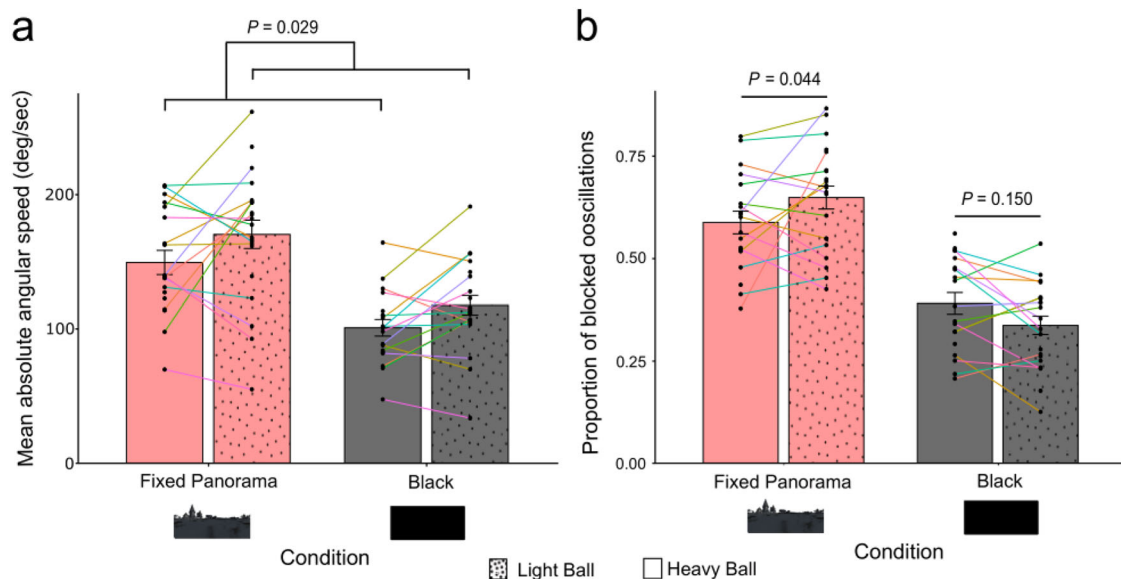 a
P = 0.029
Mean absolute angular speed (deg/sec)
200
100
0
Fixed Panorama
Black
Condition
b
P = 0.044
P = 0.150
Proportion of blocked ooscillations
0.75
0.50
0.25
0.00
Fixed Panorama
Black
Condition
Light Ball
Heavy Ball